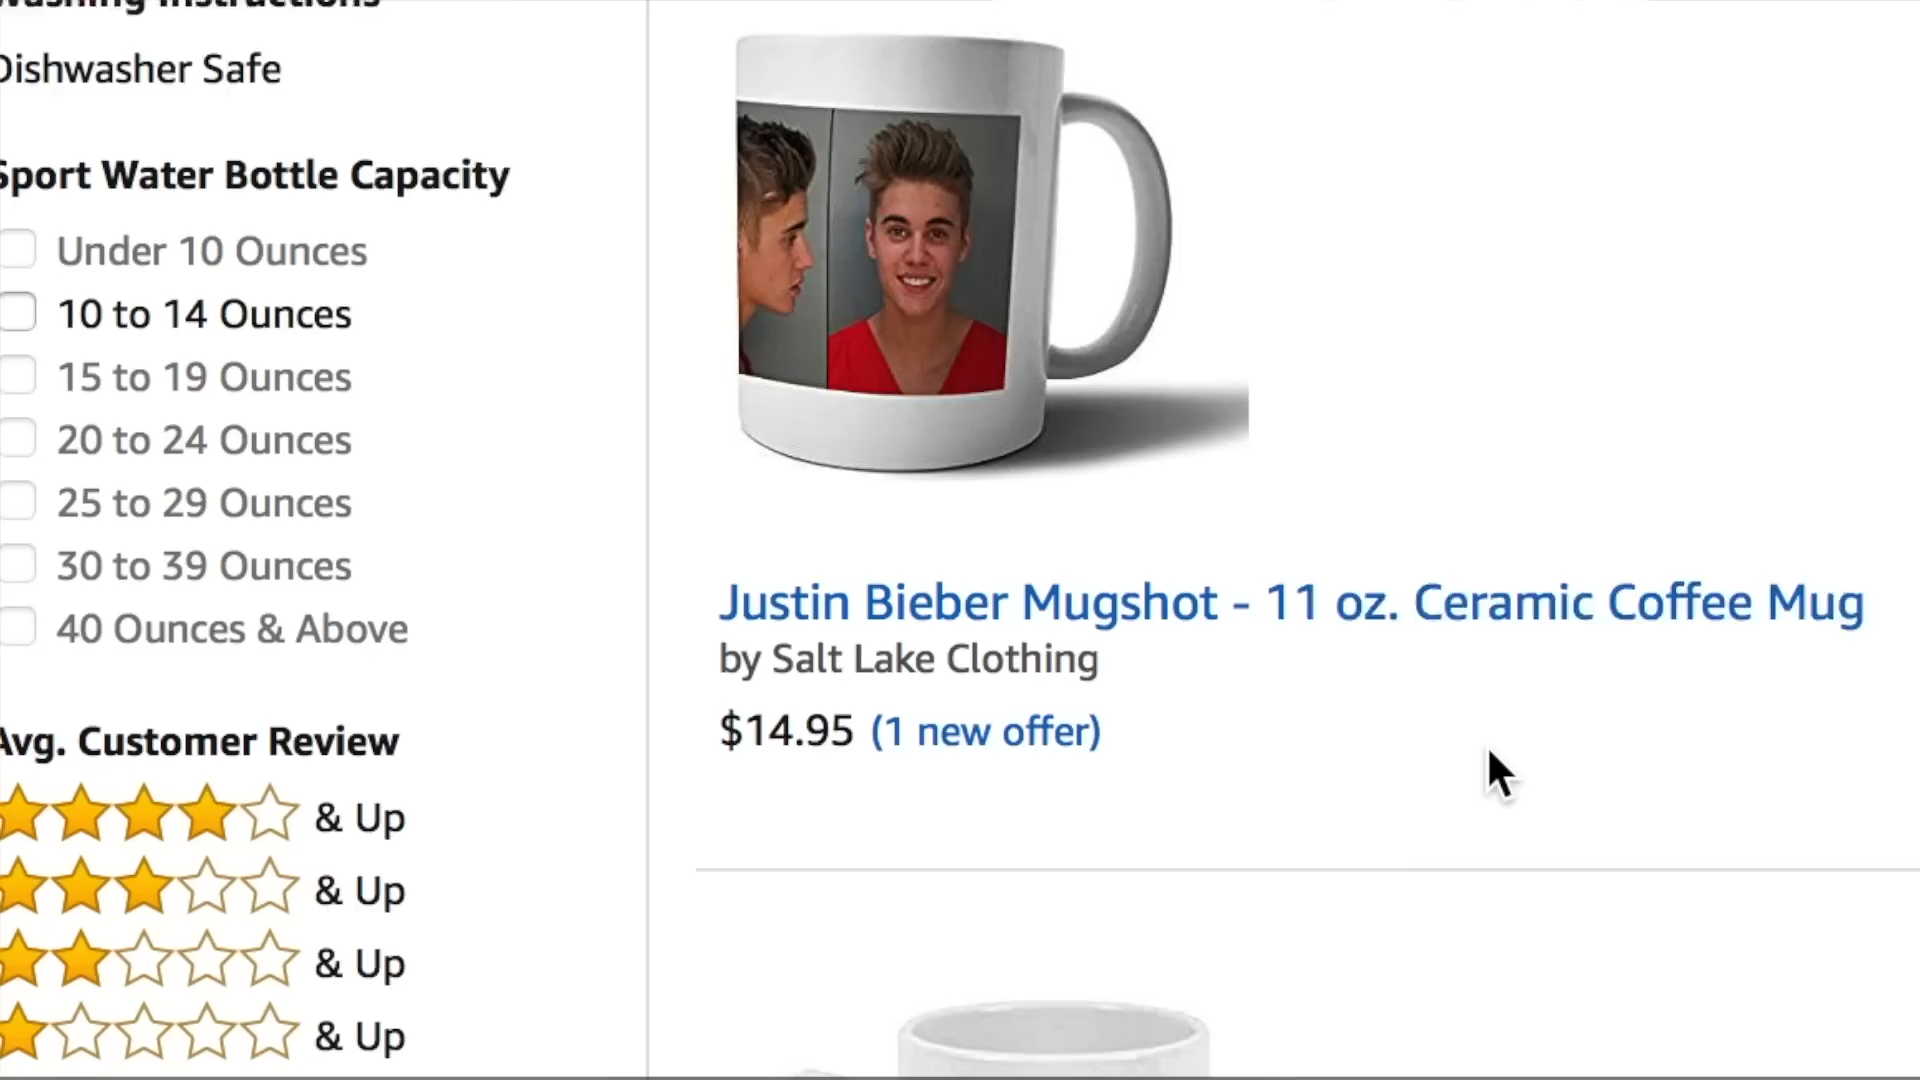 Washing Instructions
Dishwasher Safe
Sport Water Bottle Capacity
Under 10 Ounces
10 to 14 Ounces
15 to 19 Ounces
20 to 24 Ounces
25 to 29 Ounces
30 to 39 Ounces
40 Ounces & Above
Avg. Customer Review
& Up
& Up
& Up
& Up
Justin Bieber Mugshot - 11 oz. Ceramic Coffee Mug
by Salt Lake Clothing
$14.95 (1 new offer)